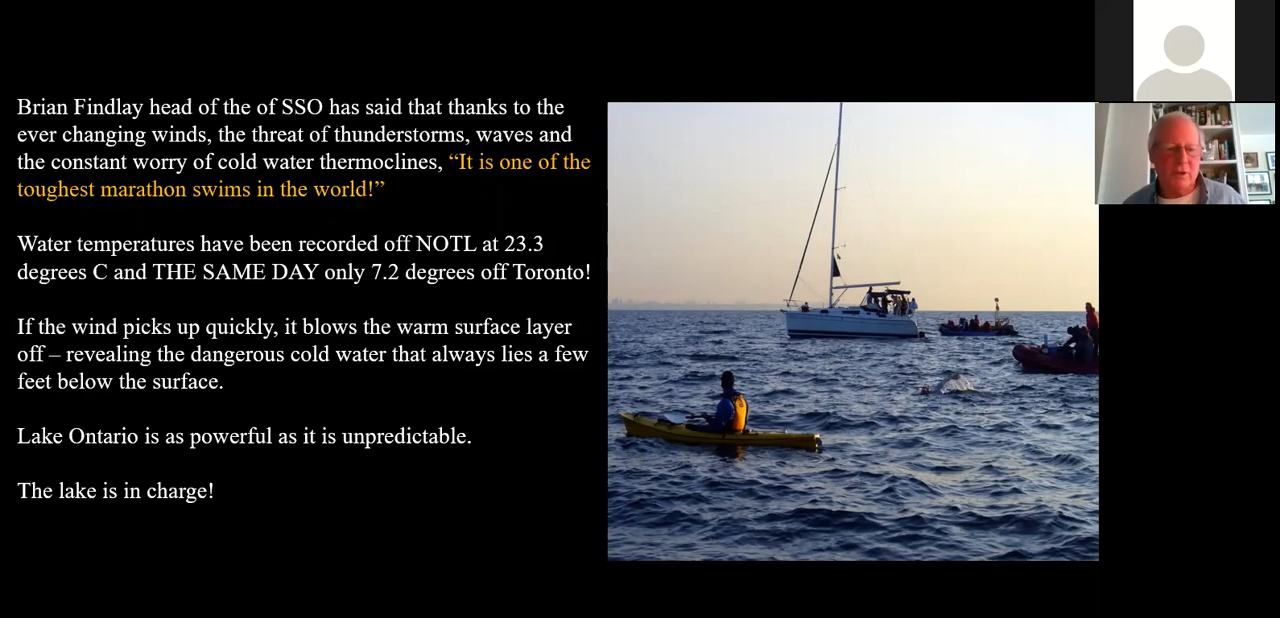 Brian Findlay head of the of SSO has said that thanks to the
ever changing winds, the threat of thunderstorms, waves and
the constant worry of cold water thermoclines, “It is one of the
toughest marathon swims in the world!”
Water temperatures have been recorded off NOTL at 23.3
degrees C and THE SAME DAY only 7.2 degrees off Toronto!
If the wind picks up quickly, it blows the warm surface layer
off – revealing the dangerous cold water that always lies a few
feet below the surface.
Lake Ontario is as powerful as it is unpredictable.
The lake is in charge!